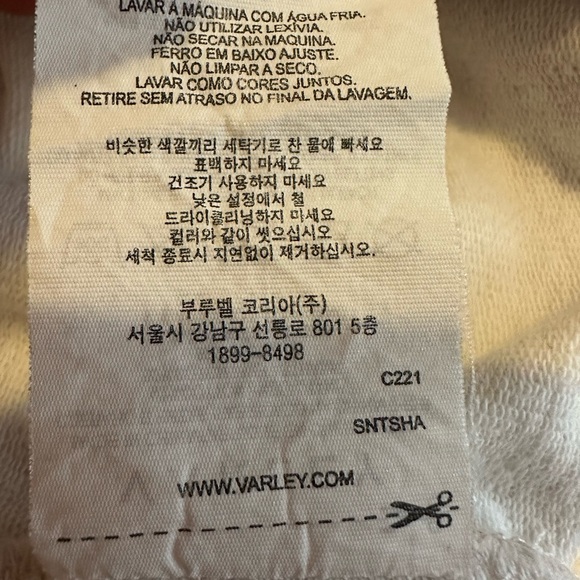 LAVAR À MÁQUINA COM ÁGUA FRIA.
NÃO UTILIZAR LEXÍVIA.
NÃO SECAR NA MAQUINA.
FERRO EM BAIXO AJUSTE.
NÃO LIMPAR A SECO.
LAVAR COMO CORES JUNTOS.
RETIRE SEM ATRASO NO FINAL DA LAVAGEM.
비슷한 색깔끼리 세탁기로 찬 물에 빠세요
표백하지 마세요
건조기 사용하지 마세요
낮은 설정에서 철
드라이클리닝하지 마세요
컬러와 같이 씻으십시오
세척 종료시 지연없이 제거하십시오.
부루벨 코리아(주)
서울시 강남구 선릉로 801 5층
1899-8498
C221
SNTSHA
WWW.VARLEY.COM